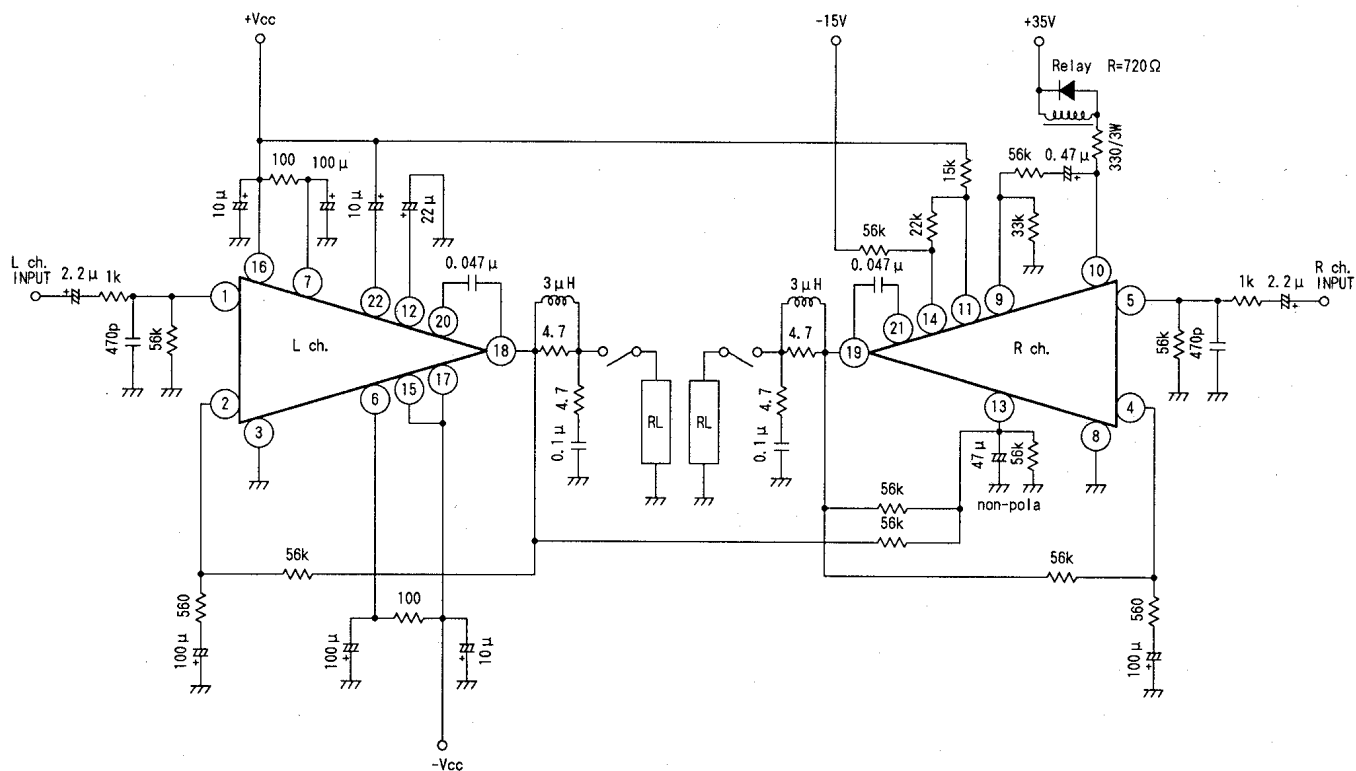 +Vcc
-15V
+35V
Relay R=720Ω
330/3W
56k 0.47μ
100 100μ
15k
10μ
10μ
22μ
22k
33k
56k
L ch.
INPUT
2.2μ 1k
16
7
22
12
20
0.047μ
3μH
3μH
0.047μ
21
14
11
9
10
R ch.
INPUT
1k 2.2μ
1
470p
56k
L ch.
18
4.7
4.7
19
R ch.
5
56k
470p
2
3
6
15
17
4.7
0.1μ
RL
RL
4.7
0.1μ
13
8
4
47μ
56k
non-pola
56k
56k
56k
56k
560
100μ
100
100μ
10μ
560
100μ
-Vcc